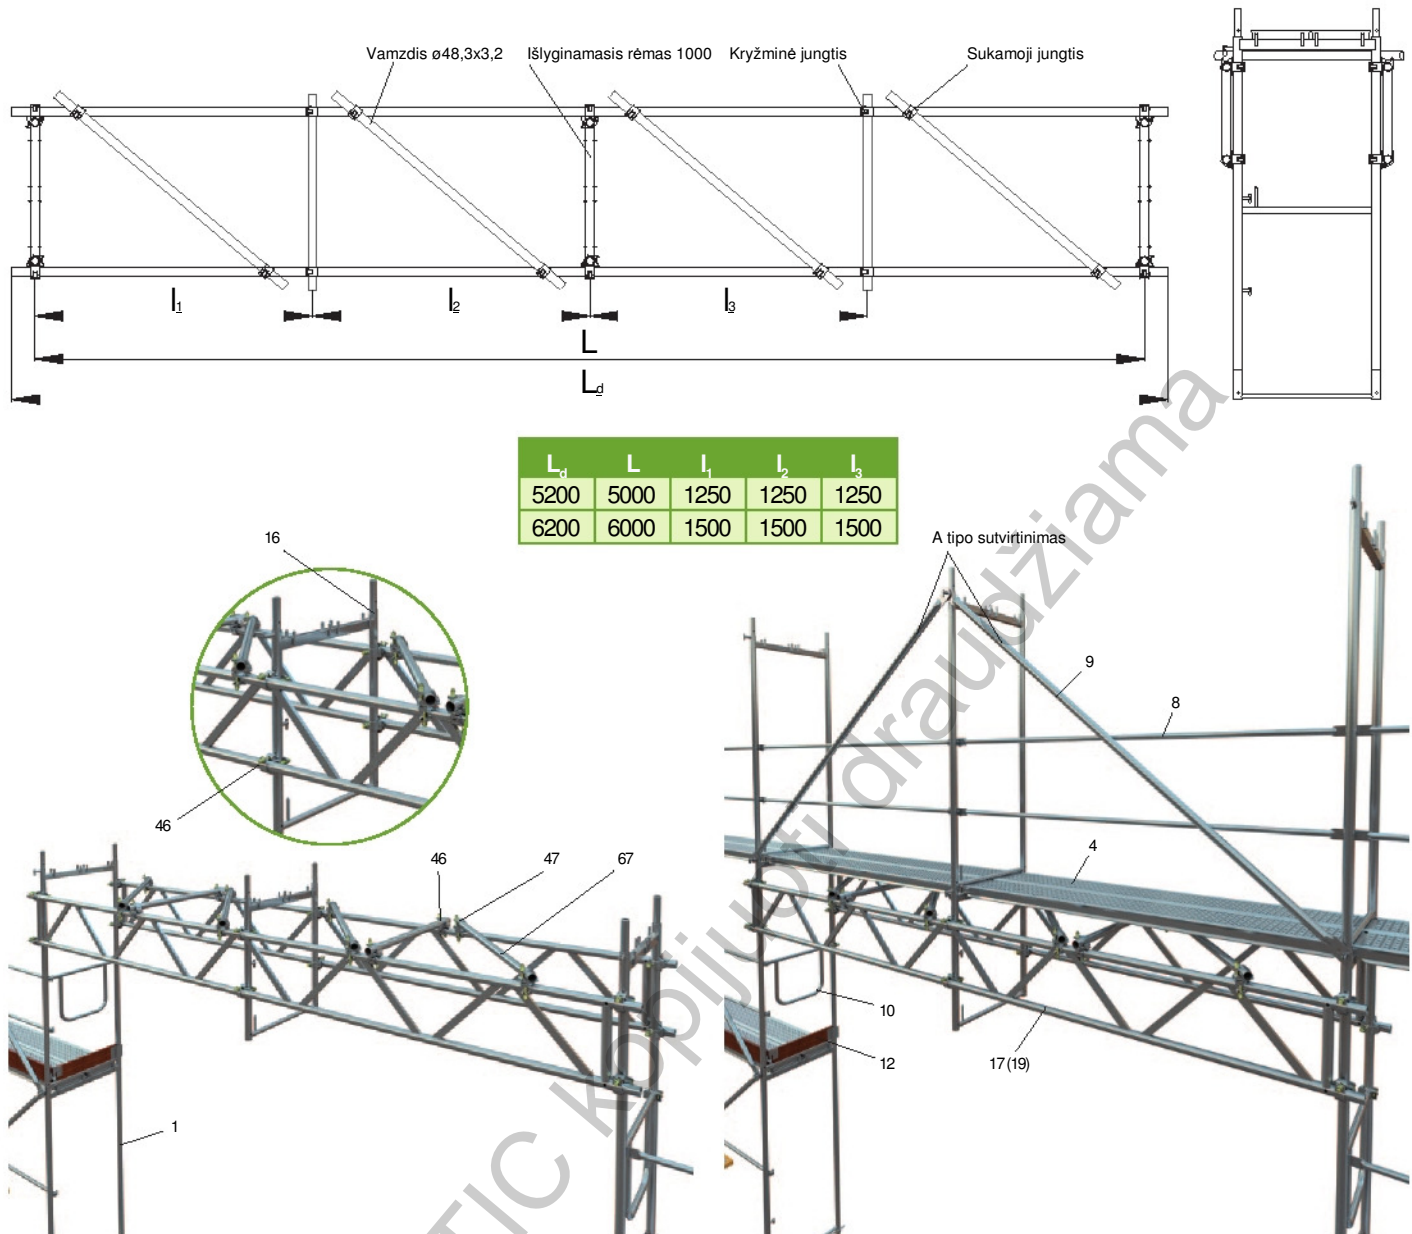 Vamzdis ø48,3x3,2 Išlyginamasis rėmas 1000 Kryžminė jungtis Sukamoji jungtis
l1 l2 l3
L
Ld
Ld L l1 l2 l3
5200 5000 1250 1250 1250
6200 6000 1500 1500 1500
16
46
A tipo sutvirtinimas
9
8
46 47 67
4
10
12
17(19)
1
TIC kopijuoti draudžiama